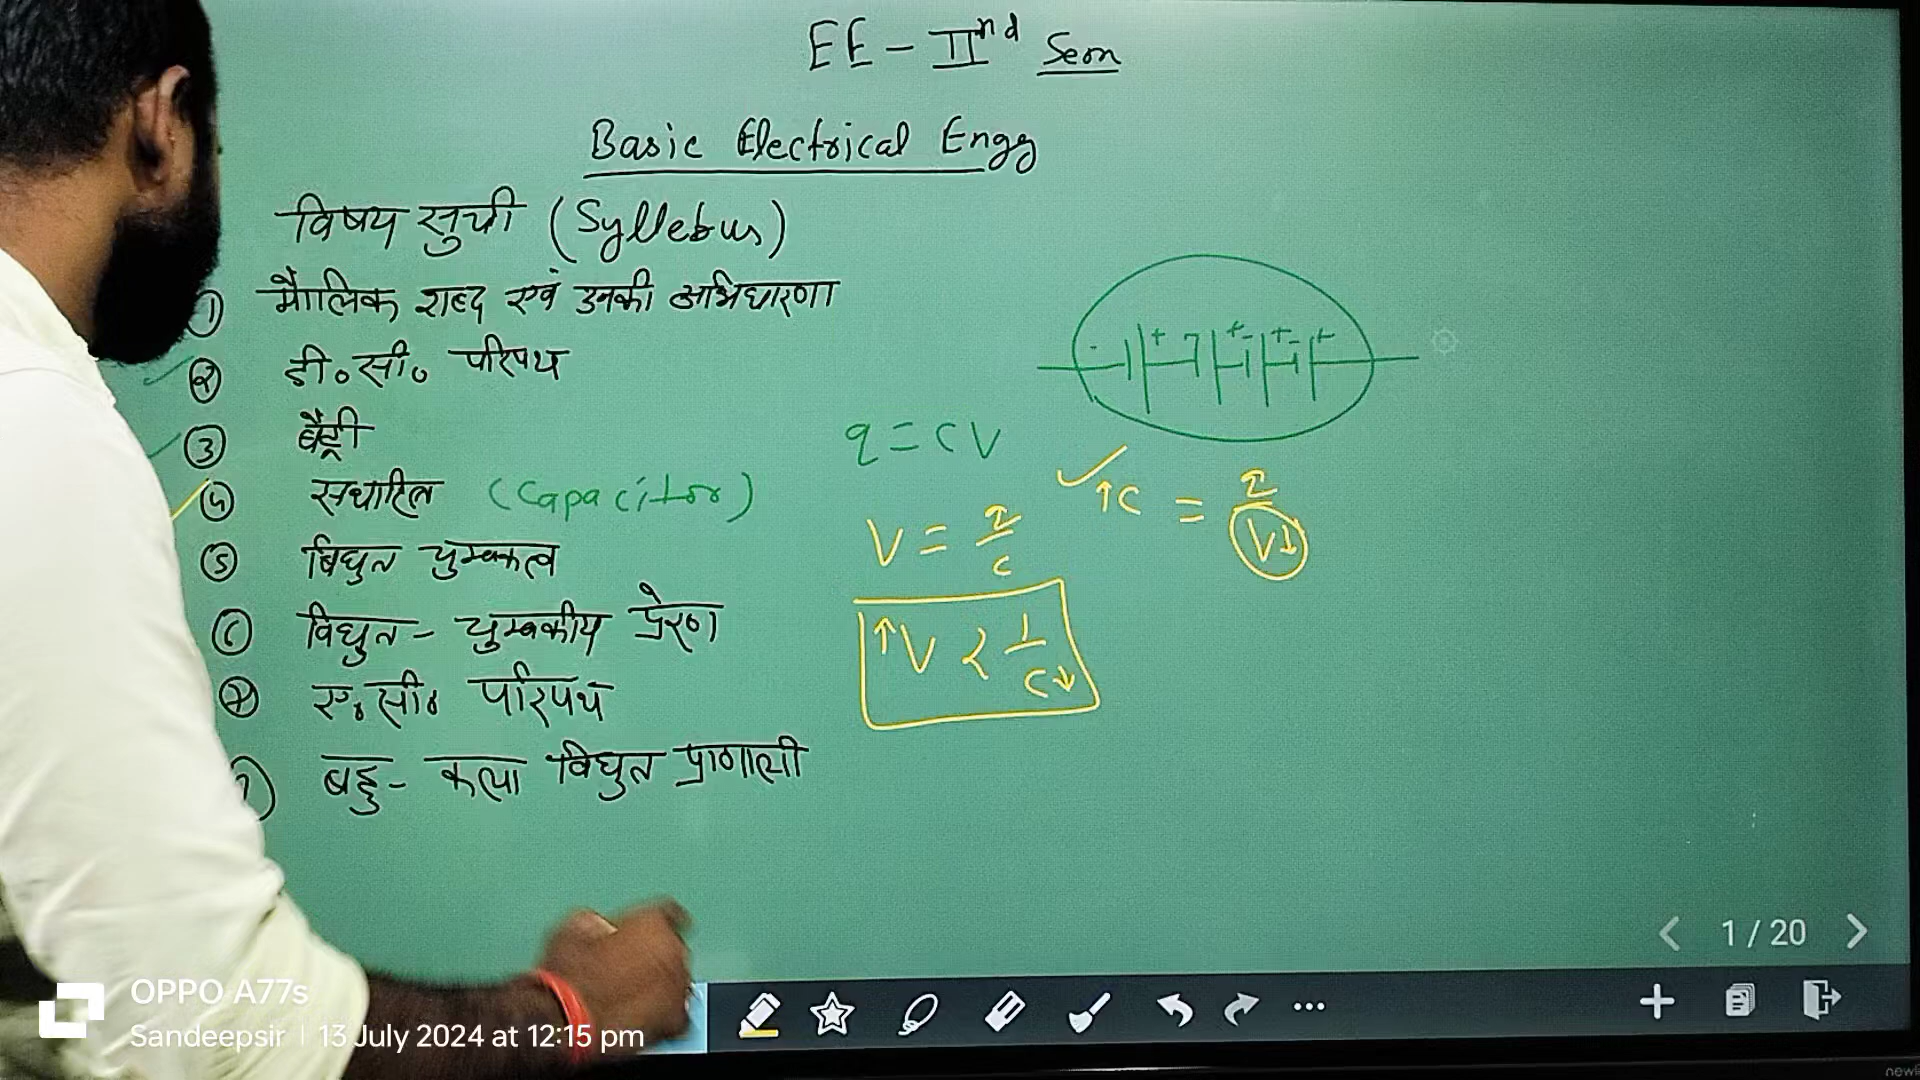 EE - IInd Sem
Basic Electrical Engg
विषय सुची (Syllebus)
① मौलिक शब्द एवं उनकी अभिधारणा
② डी॰ सी॰ परिपथ
③ बैट्री
④ सधारित्र (Capacitor)
⑤ विधुत चुम्बकत्व
⑥ विधुत - चुम्बकीय प्रेरण
⑦ ए॰ सी॰ परिपथ
बहु - कला विधुत प्रणाली
- + + - + - +
q = CV
V = q/c
↑C = q/V↓
↑V ∝ 1/C↓
1 / 20
OPPO A77s
Sandeepsir | 13 July 2024 at 12:15 pm